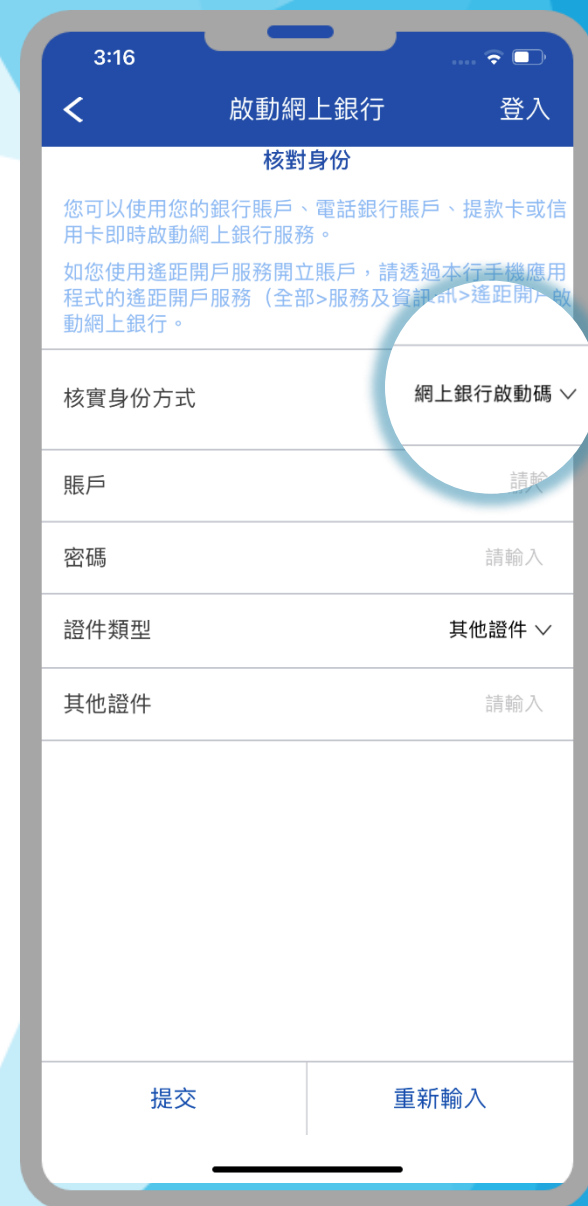 3:16
啟動網上銀行 登入
核對身份
您可以使用您的銀行賬戶、電話銀行賬戶、提款卡或信
用卡即時啟動網上銀行服務。
如您使用遙距開戶服務開立賬戶，請透過本行手機應用
程式的遙距開戶服務（全部>服務及資訊>遙距開戶啟
動網上銀行。
核實身份方式 網上銀行啟動碼
賬戶 請輸
密碼 請輸入
證件類型 其他證件
其他證件 請輸入
提交 重新輸入